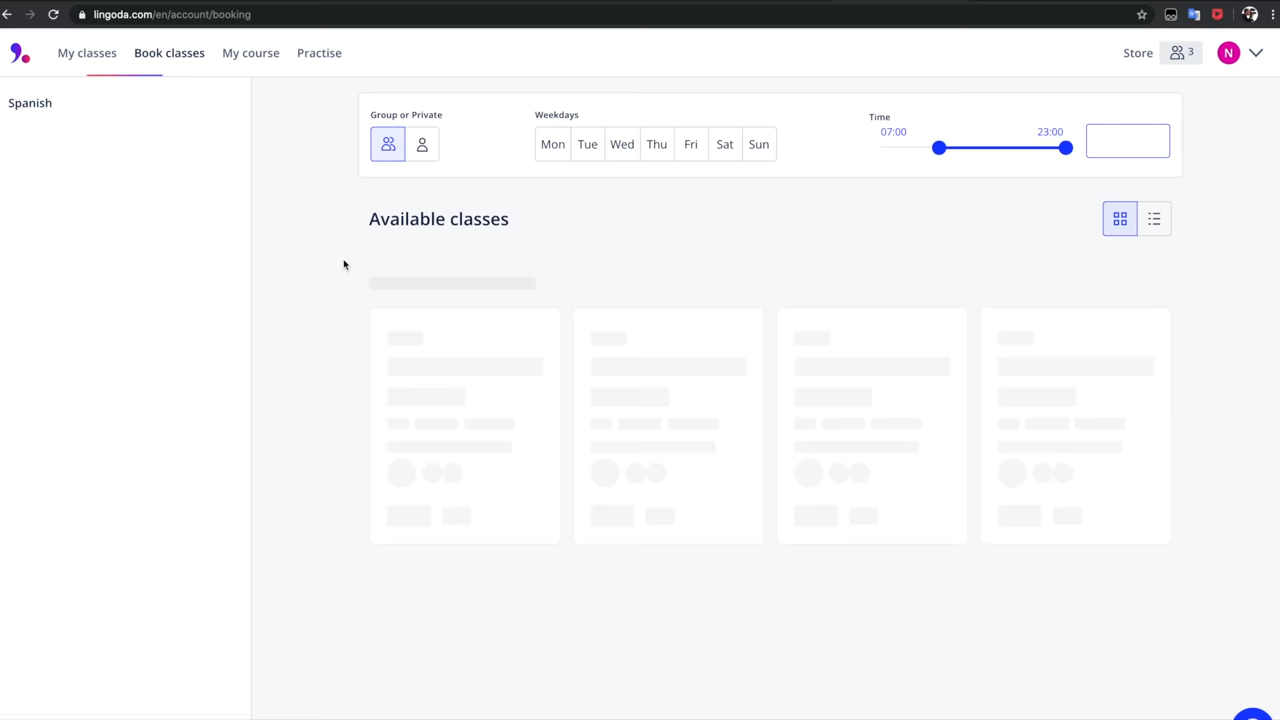 lingoda.com/en/account/booking
My classes Book classes My course Practise Store 3 N
Spanish
Group or Private Weekdays Time
07:00 23:00
Mon Tue Wed Thu Fri Sat Sun
Available classes